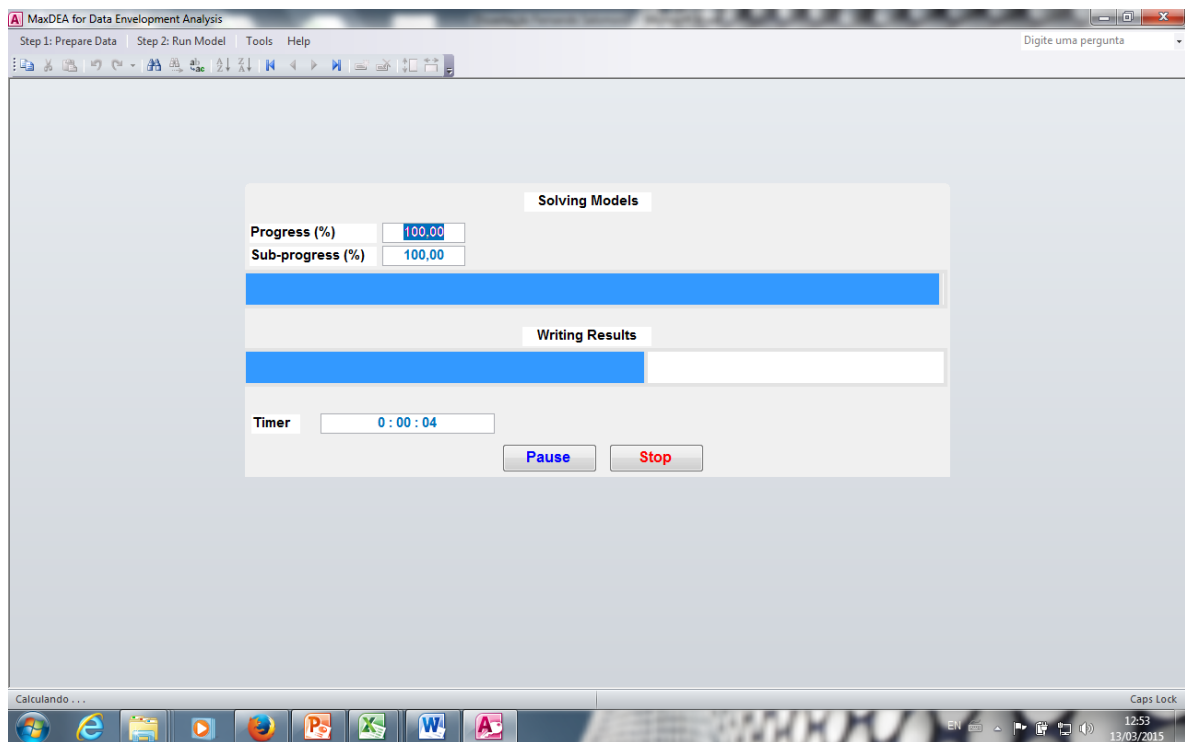 MaxDEA for Data Envelopment Analysis
Step 1: Prepare Data Step 2: Run Model Tools Help Digite uma pergunta
Solving Models
Progress (%) 100,00
Sub-progress (%) 100,00
Writing Results
Timer 0 : 00 : 04
Pause Stop
Calculando . . . Caps Lock
EN 12:53
13/03/2015